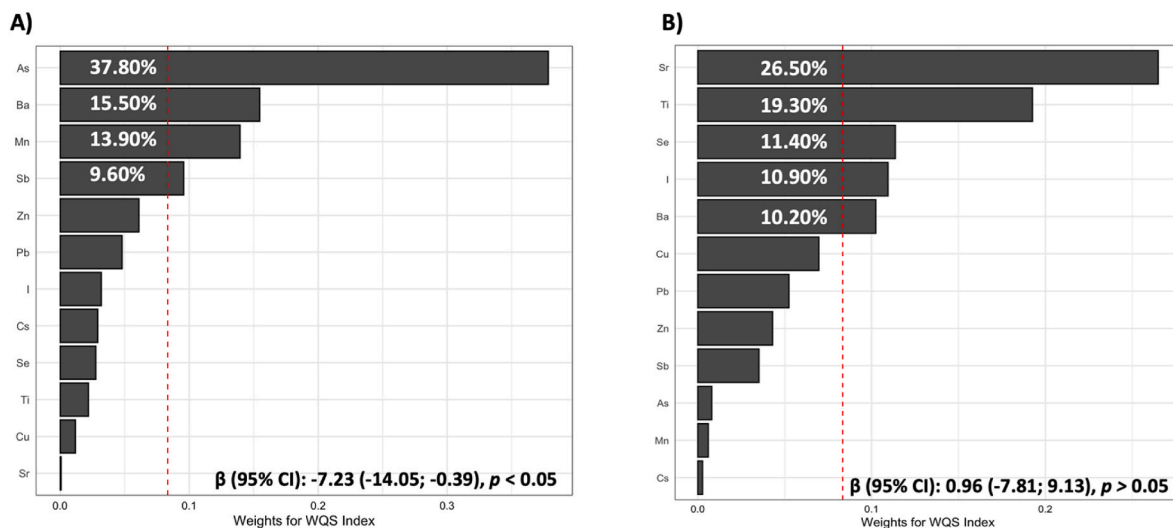 A)
As 37.80%
Ba 15.50%
Mn 13.90%
Sb 9.60%
Zn
Pb
I
Cs
Se
Ti
Cu
Sr
β (95% CI): -7.23 (-14.05; -0.39), p < 0.05
0.0 0.1 0.2 0.3
Weights for WQS Index
B)
Sr 26.50%
Ti 19.30%
Se 11.40%
I 10.90%
Ba 10.20%
Cu
Pb
Zn
Sb
As
Mn
Cs
β (95% CI): 0.96 (-7.81; 9.13), p > 0.05
0.0 0.1 0.2
Weights for WQS Index